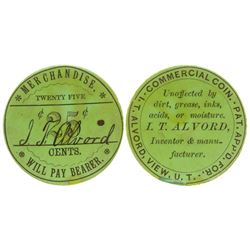 MERCHANDISE.
TWENTY FIVE
¢ 25 ¢
I. T. Alvord
CENTS.
WILL PAY BEARER.
COMMERCIAL COIN.
PAT. APP'D. FOR.
I. T. ALVORD, VIEW, U. T.
Unaffected by
dirt, grease, inks,
acids, or moisture.
I. T. ALVORD,
Inventor & manu-
facturer.